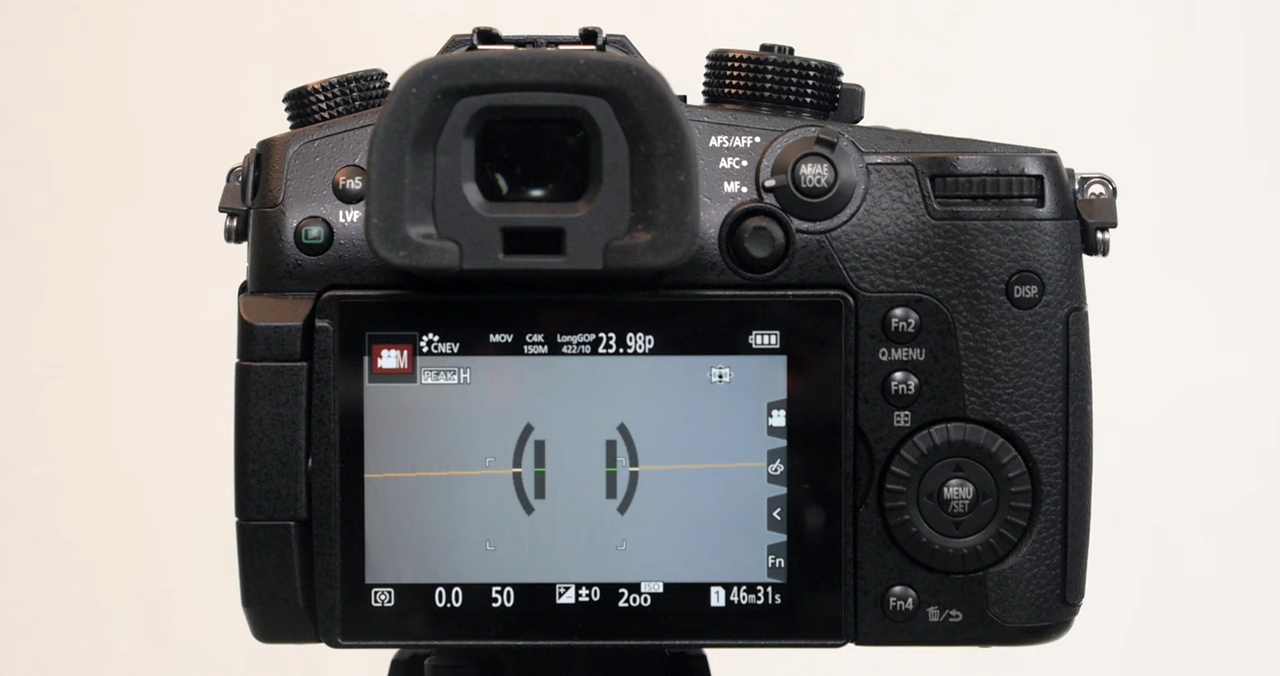 AFS/AFF
AFC
MF
AF/AE
LOCK
Fn5
LVF
DISP.
Fn2
Q.MENU
Fn3
MENU
/SET
Fn4
M
CNEV
MOV
C4K
150M
LongGOP
422/10
23.98p
PEAK H
Fn
0.0
50
±0
ISO
200
1
46m31s